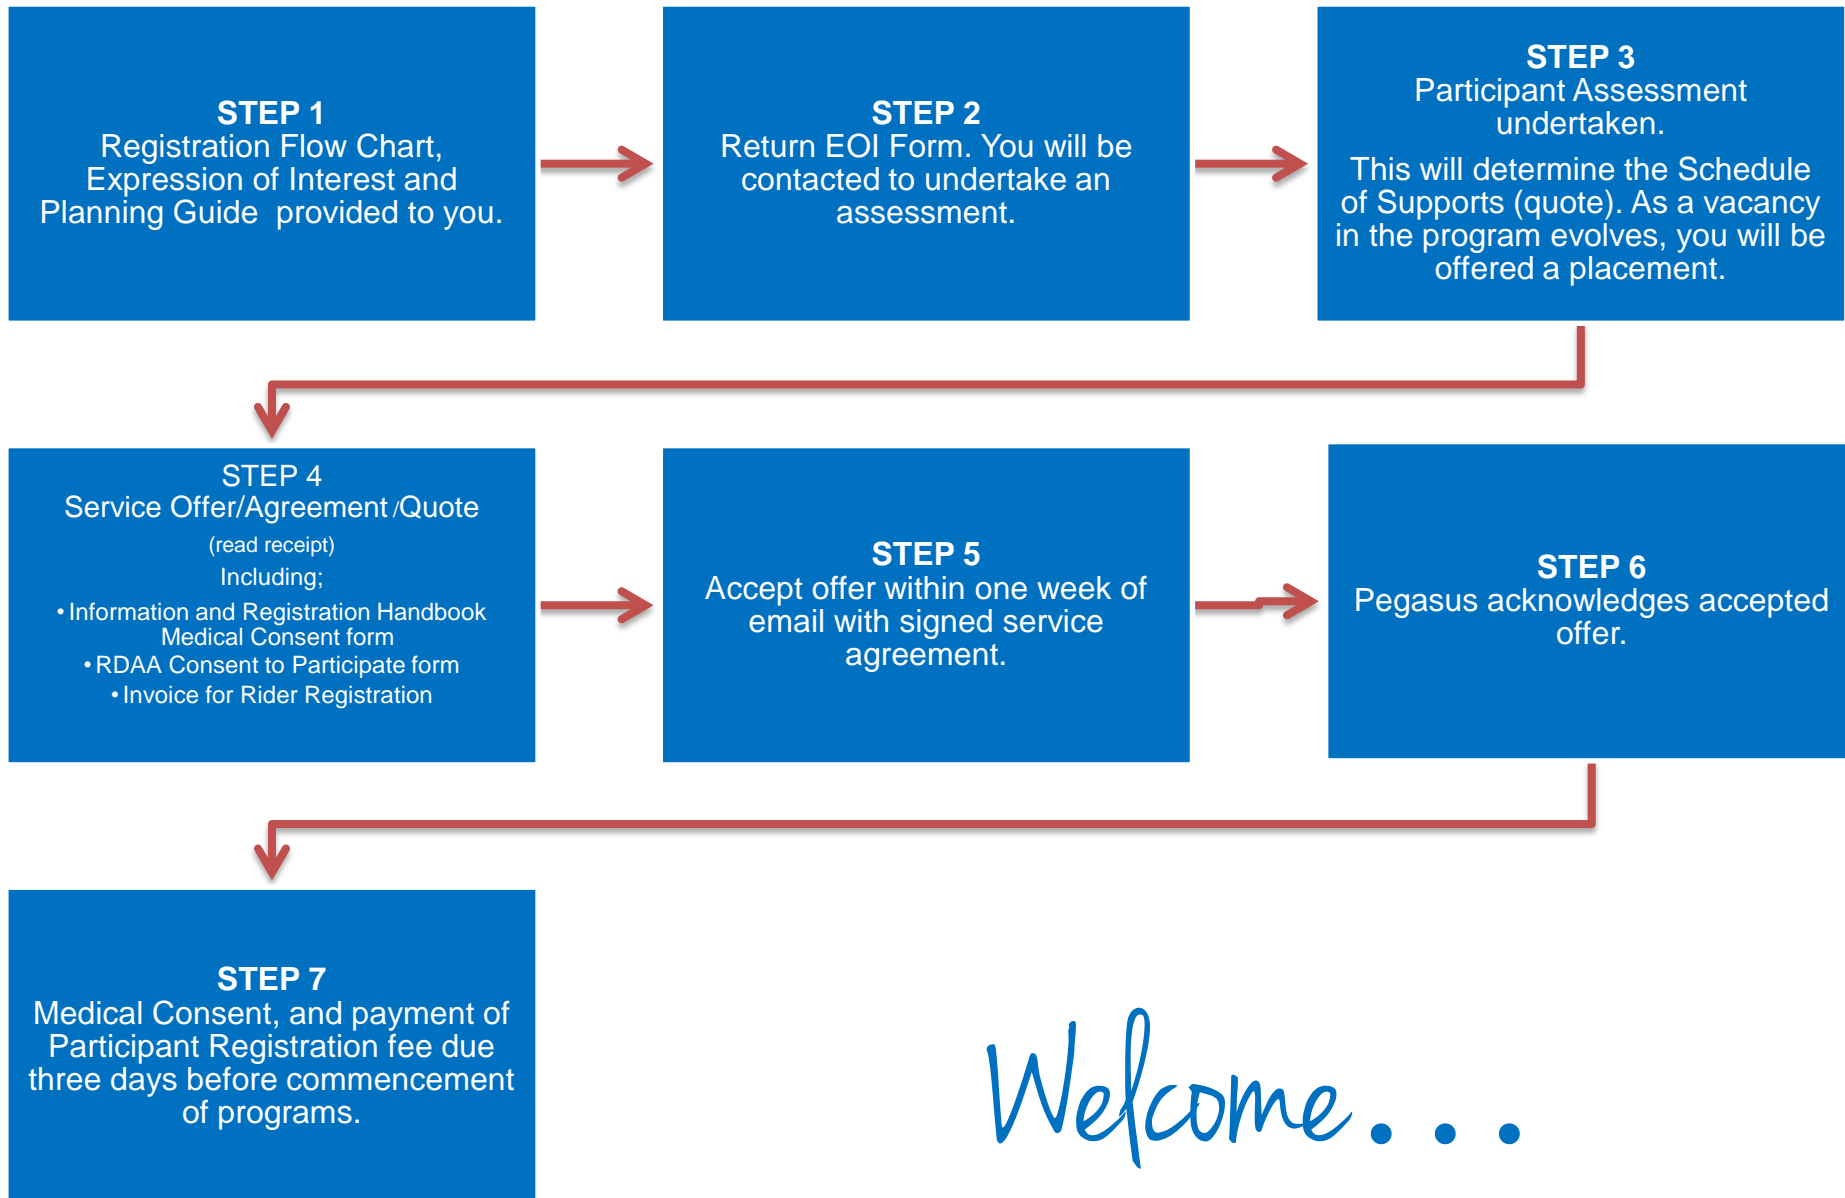 STEP 1
Registration Flow Chart,
Expression of Interest and
Planning Guide provided to you.
STEP 2
Return EOI Form. You will be
contacted to undertake an
assessment.
STEP 3
Participant Assessment
undertaken.
This will determine the Schedule
of Supports (quote). As a vacancy
in the program evolves, you will be
offered a placement.
STEP 4
Service Offer/Agreement /Quote
(read receipt)
Including;
• Information and Registration Handbook
Medical Consent form
• RDAA Consent to Participate form
• Invoice for Rider Registration
STEP 5
Accept offer within one week of
email with signed service
agreement.
STEP 6
Pegasus acknowledges accepted
offer.
STEP 7
Medical Consent, and payment of
Participant Registration fee due
three days before commencement
of programs.
Welcome...